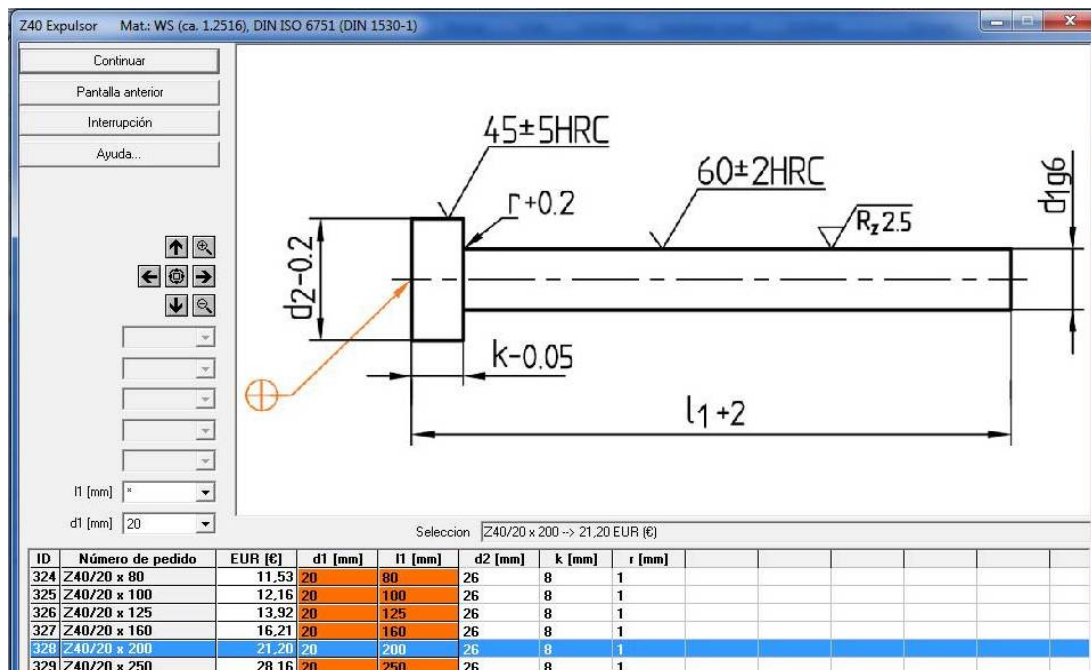 Z40 Expulsor Mat.: WS (ca. 1.2516), DIN ISO 6751 (DIN 1530-1)
Continuar
Pantalla anterior
Interrupción
Ayuda...
45±5HRC
r+0.2
60±2HRC
Rz 2.5
d1g6
d2-0.2
k-0.05
l1+2
l1 [mm] *
d1 [mm] 20
Seleccion Z40/20 x 200 --> 21,20 EUR (€)
ID Número de pedido EUR [€] d1 [mm] l1 [mm] d2 [mm] k [mm] r [mm]
324 Z40/20 x 80 11,53 20 80 26 8 1
325 Z40/20 x 100 12,16 20 100 26 8 1
326 Z40/20 x 125 13,92 20 125 26 8 1
327 Z40/20 x 160 16,21 20 160 26 8 1
328 Z40/20 x 200 21,20 20 200 26 8 1
329 Z40/20 x 250 28,16 20 250 26 8 1